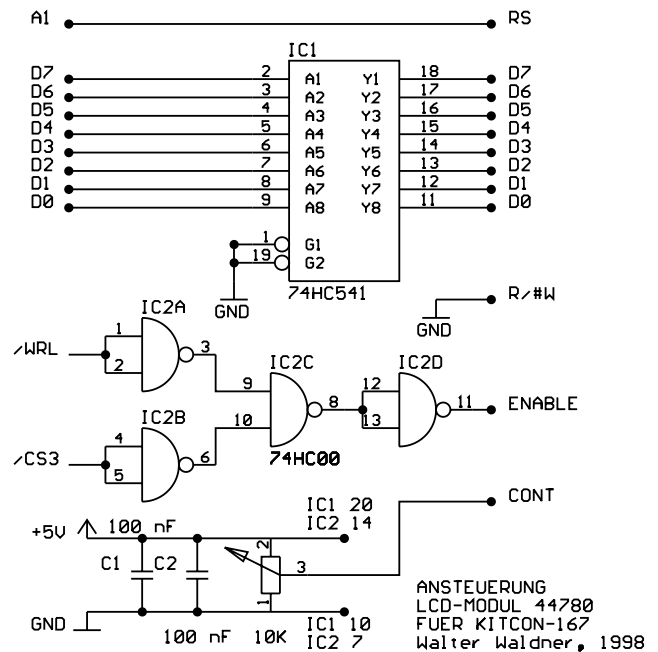 A1 RS
IC1
D7 2 A1 Y1 18 D7
D6 3 A2 Y2 17 D6
D5 4 A3 Y3 16 D5
D4 5 A4 Y4 15 D4
D3 6 A5 Y5 14 D3
D2 7 A6 Y6 13 D2
D1 8 A7 Y7 12 D1
D0 9 A8 Y8 11 D0
1 G1
19 G2
74HC541
GND
R/#W
GND
IC2A
/WRL 1 2 3
IC2C
9 10 8
74HC00
IC2D
12 13 11 ENABLE
IC2B
/CS3 4 5 6
CONT
IC1 20
IC2 14
+5V 100 nF
C1 C2 2 3 1
GND
100 nF 10K
IC1 10
IC2 7
ANSTEUERUNG
LCD-MODUL 44780
FUER KITCON-167
Walter Waldner, 1998